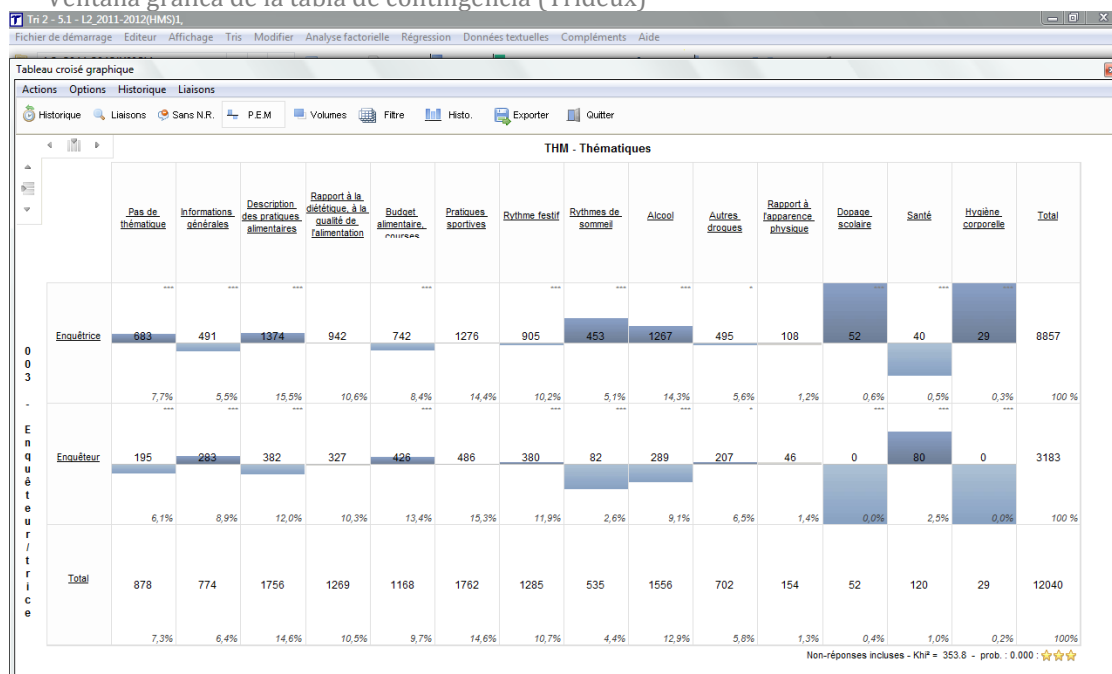 Ventana gráfica de la tabla de contingencia (Trideux)
Tri 2 - 5.1 - L2_2011-2012(HMS)1,
Fichier de démarrage Editeur Affichage Tris Modifier Analyse factorielle Régression Données textuelles Compléments Aide
Tableau croisé graphique
Actions Options Historique Liaisons
Historique Liaisons Sans N.R. P.E.M Volumes Filtre Histo. Exporter Quitter
THM - Thématiques
Pas de thématique
Informations générales
Description des pratiques alimentaires
Rapport à la diététique, à la qualité de l'alimentation
Budget alimentaire, courses
Pratiques sportives
Rythme festif
Rythmes de sommeil
Alcool
Autres drogues
Rapport à l'apparence physique
Dopage scolaire
Santé
Hygiène corporelle
Total
003 - Enquêteur/trice
*** *** *** *** *** *** *** * *** *** ***
Enquêtrice 683 491 1374 942 742 1276 905 453 1267 495 108 52 40 29 8857
7,7% 5,5% 15,5% 10,6% 8,4% 14,4% 10,2% 5,1% 14,3% 5,6% 1,2% 0,6% 0,5% 0,3% 100 %
*** *** *** *** *** *** *** * *** *** ***
Enquêteur 195 283 382 327 426 486 380 82 289 207 46 0 80 0 3183
6,1% 8,9% 12,0% 10,3% 13,4% 15,3% 11,9% 2,6% 9,1% 6,5% 1,4% 0,0% 2,5% 0,0% 100 %
Total 878 774 1756 1269 1168 1762 1285 535 1556 702 154 52 120 29 12040
7,3% 6,4% 14,6% 10,5% 9,7% 14,6% 10,7% 4,4% 12,9% 5,8% 1,3% 0,4% 1,0% 0,2% 100%
Non-réponses incluses - Khi² = 353.8 - prob. : 0.000 :